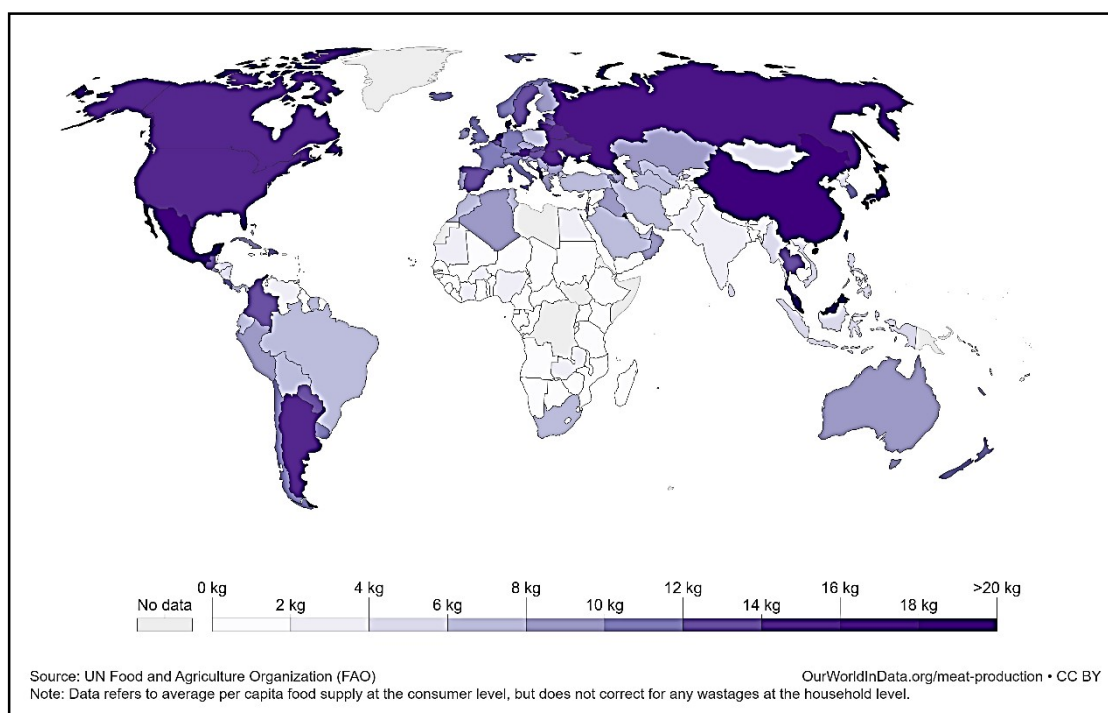 0 kg 4 kg 8 kg 12 kg 16 kg >20 kg
No data 2 kg 6 kg 10 kg 14 kg 18 kg
Source: UN Food and Agriculture Organization (FAO) OurWorldInData.org/meat-production • CC BY
Note: Data refers to average per capita food supply at the consumer level, but does not correct for any wastages at the household level.